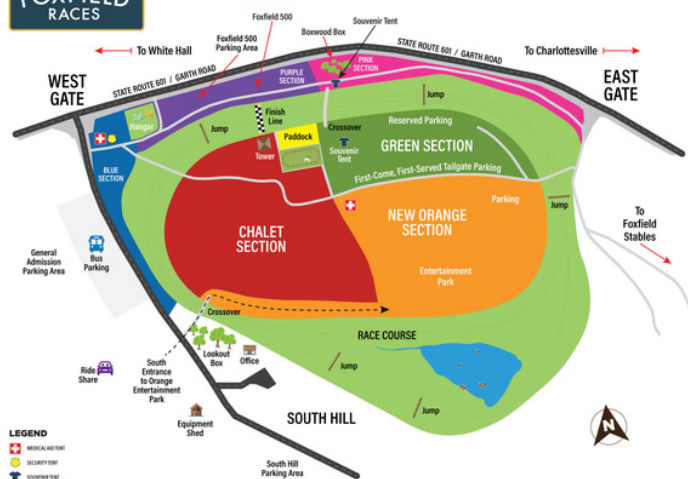 FOXFIELD
RACES
To White Hall
Foxfield 500
Parking Area
Foxfield 500
Boxwood Box
Souvenir Tent
STATE ROUTE 601 / GARTH ROAD
To Charlottesville
WEST
GATE
STATE ROUTE 601 / GARTH ROAD
PURPLE
SECTION
PINK
SECTION
EAST
GATE
Hangar
Jump
Finish
Line
Jump
Paddock
Crossover
Reserved Parking
Tower
Souvenir
Tent
GREEN SECTION
First-Come, First-Served Tailgate Parking
BLUE
SECTION
Parking
Jump
CHALET
SECTION
NEW ORANGE
SECTION
To
Foxfield
Stables
General
Admission
Parking Area
Bus
Parking
Entertainment
Park
Crossover
RACE COURSE
Lookout
Box
Office
South
Entrance
to Orange
Entertainment
Park
Ride
Share
Jump
Jump
Equipment
Shed
SOUTH HILL
South Hill
Parking Area
N
LEGEND
MEDICAL AID TENT
SECURITY TENT
SOUVENIR TENT